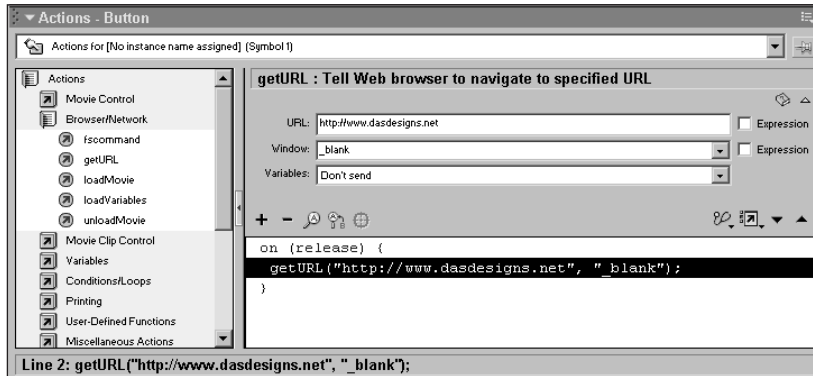 Actions - Button
Actions for [No instance name assigned] (Symbol 1)
Actions
Movie Control
Browser/Network
fscommand
getURL
loadMovie
loadVariables
unloadMovie
Movie Clip Control
Variables
Conditions/Loops
Printing
User-Defined Functions
Miscellaneous Actions
getURL : Tell Web browser to navigate to specified URL
URL: http://www.dasdesigns.net Expression
Window: _blank Expression
Variables: Don't send
on (release) {
getURL("http://www.dasdesigns.net", "_blank");
}
Line 2: getURL("http://www.dasdesigns.net", "_blank");